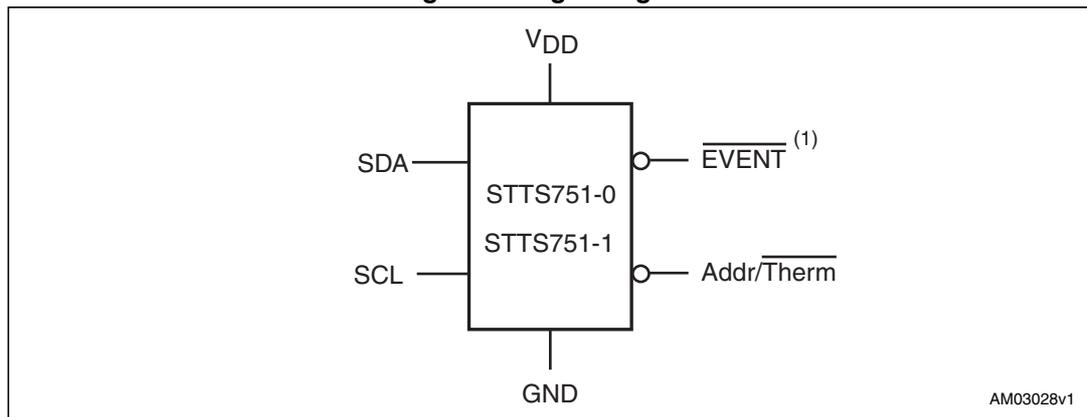 VDD
SDA
EVENT (1)
STTS751-0
STTS751-1
SCL
Addr/Therm
GND
AM03028v1